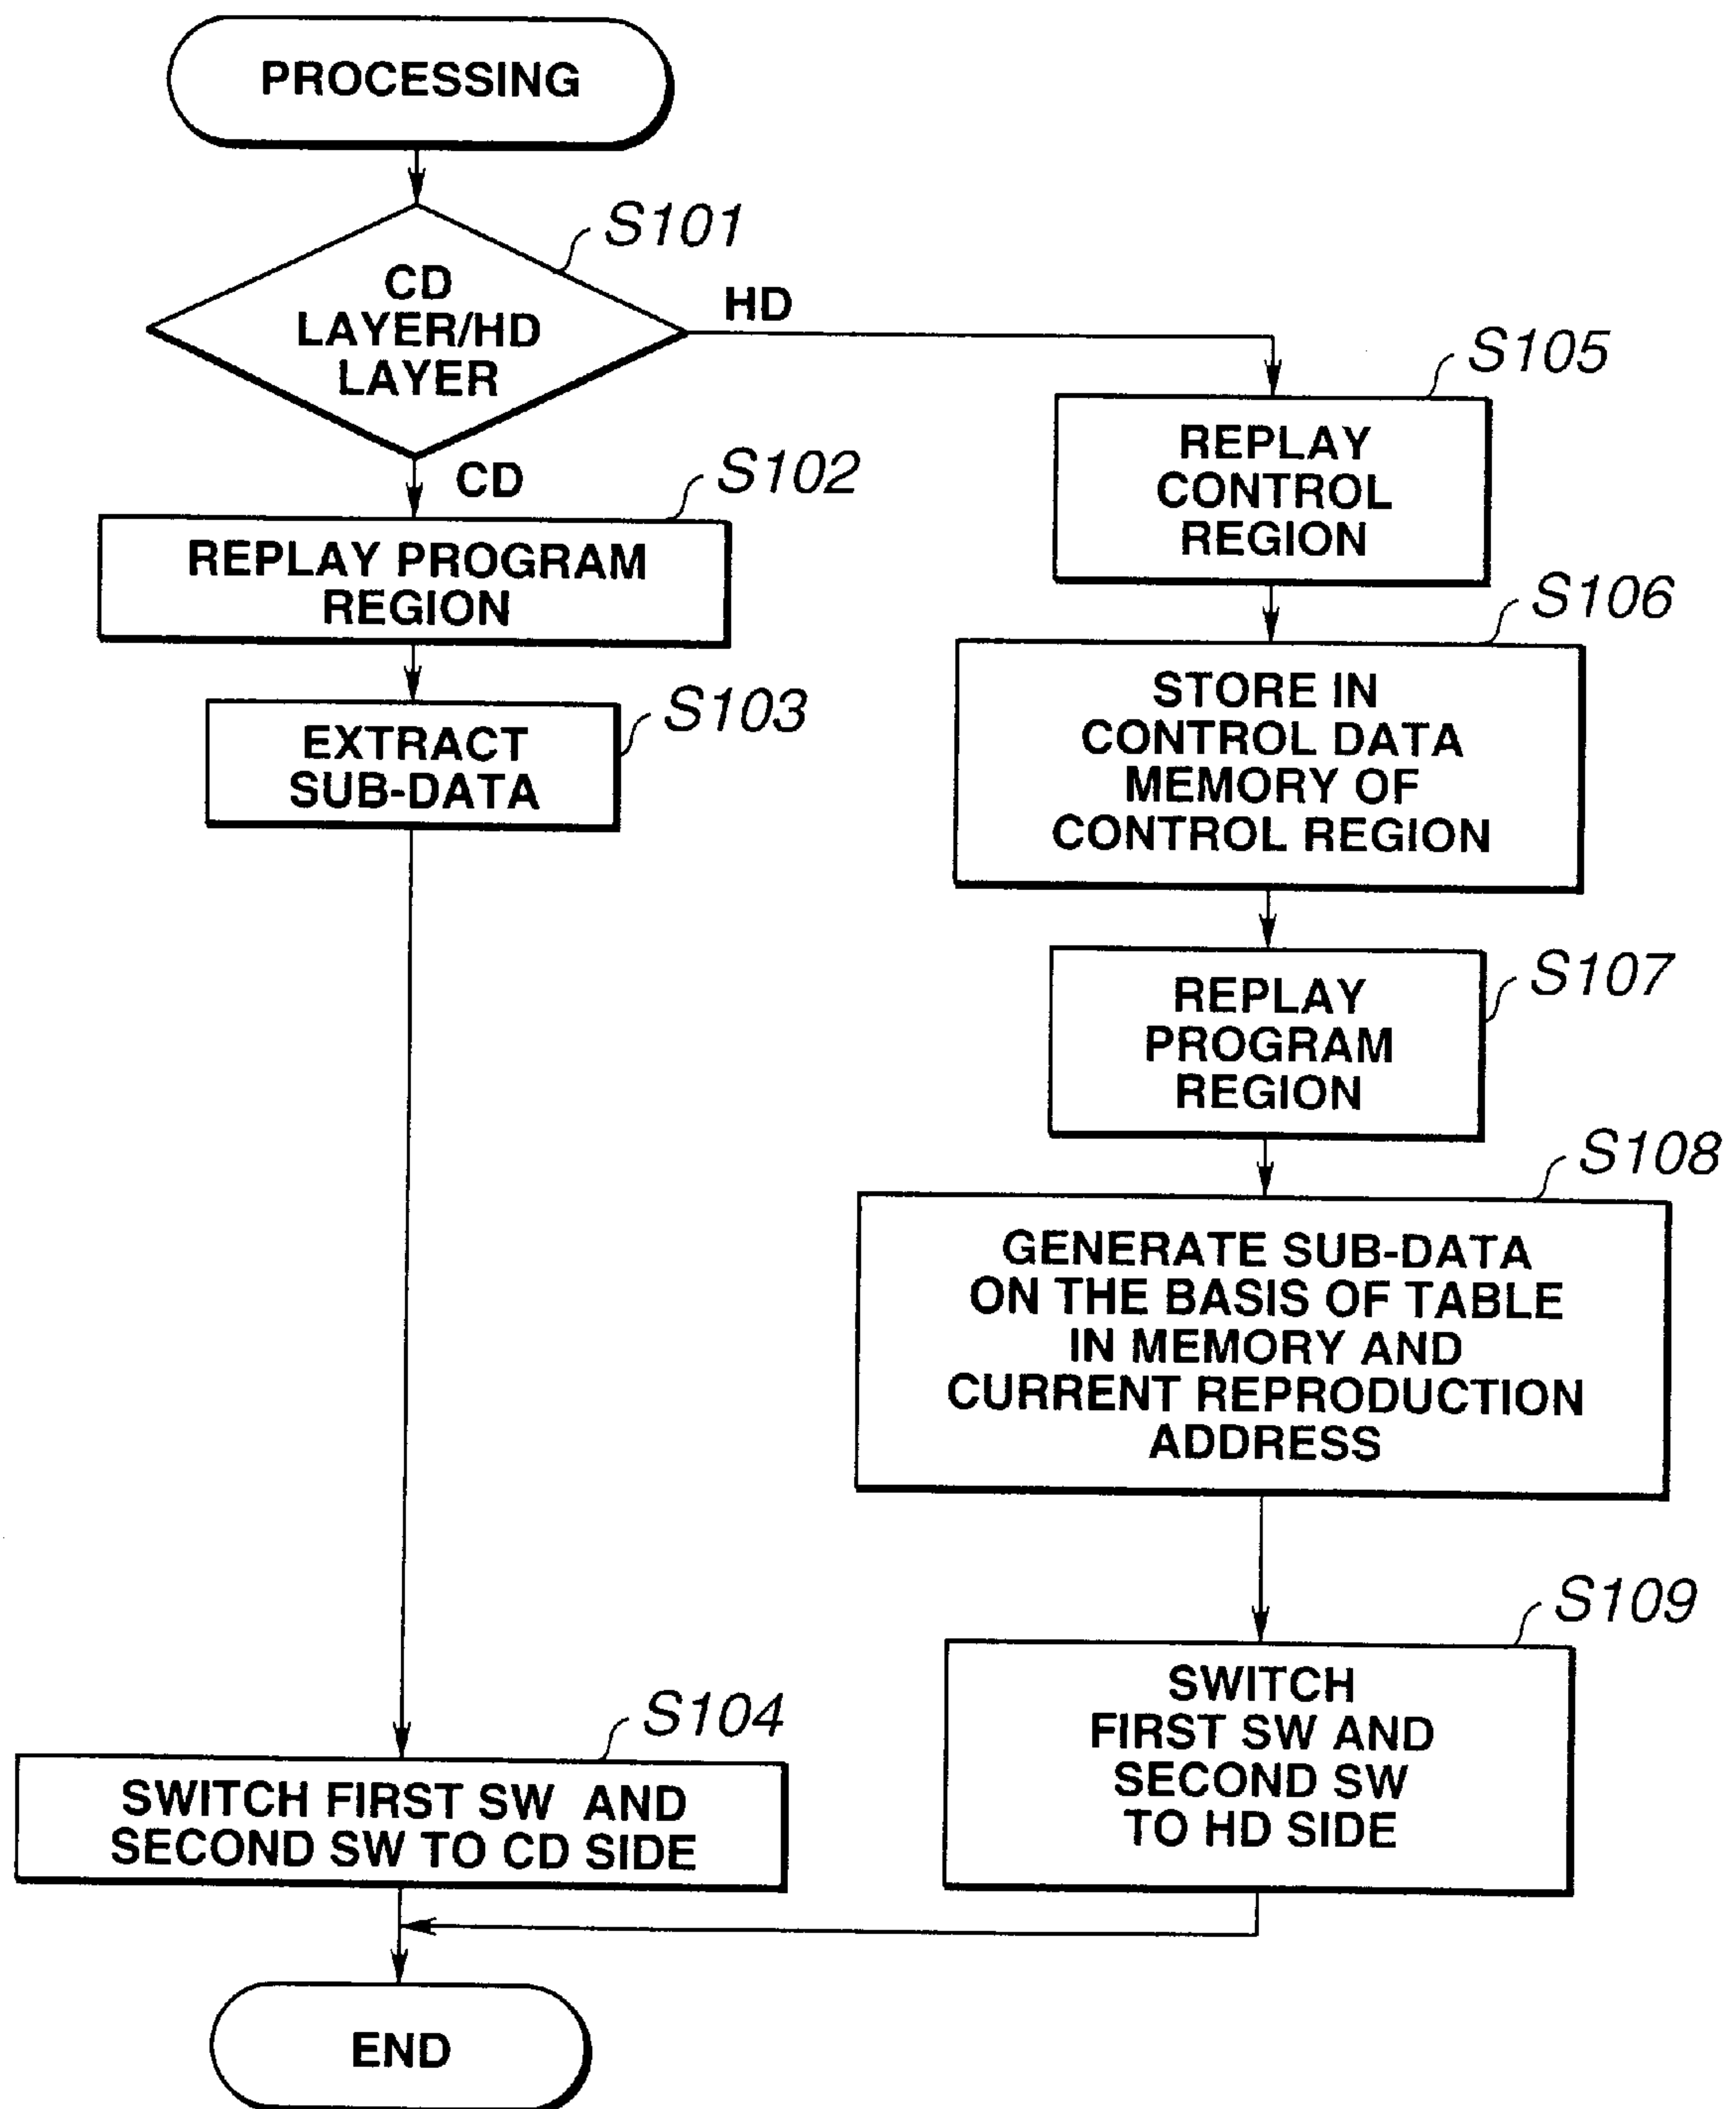 PROCESSING
S101
CD
LAYER/HD
LAYER
HD
CD
S102
REPLAY PROGRAM
REGION
S103
EXTRACT
SUB-DATA
S104
SWITCH FIRST SW AND
SECOND SW TO CD SIDE
S105
REPLAY
CONTROL
REGION
S106
STORE IN
CONTROL DATA
MEMORY OF
CONTROL REGION
S107
REPLAY
PROGRAM
REGION
S108
GENERATE SUB-DATA
ON THE BASIS OF TABLE
IN MEMORY AND
CURRENT REPRODUCTION
ADDRESS
S109
SWITCH
FIRST SW AND
SECOND SW
TO HD SIDE
END